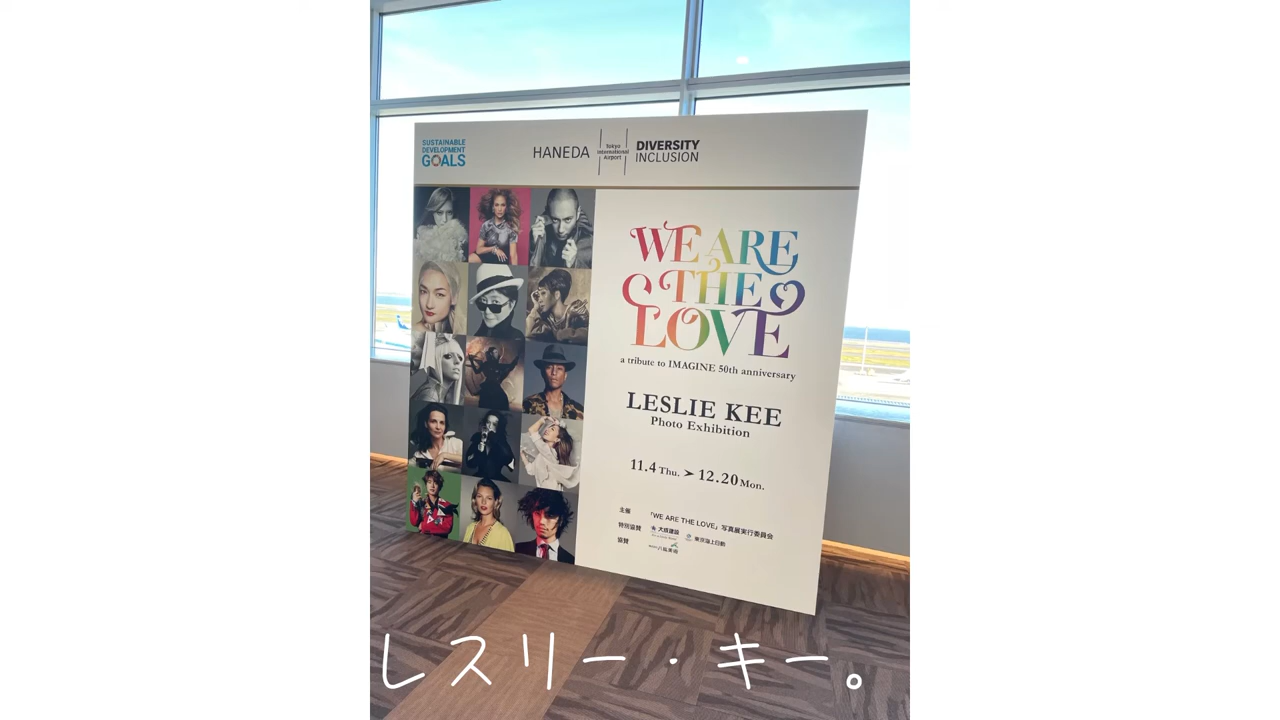 SUSTAINABLE
DEVELOPMENT
GOALS
HANEDA
Tokyo
International
Airport
DIVERSITY
INCLUSION
WE ARE
THE
LOVE
a tribute to IMAGINE 50th anniversary
LESLIE KEE
Photo Exhibition
11.4 Thu. ➤ 12.20 Mon.
主催 「WE ARE THE LOVE」写真展実行委員会
特別協賛 大成建設 東京海上日動
協賛
レスリー・キー。